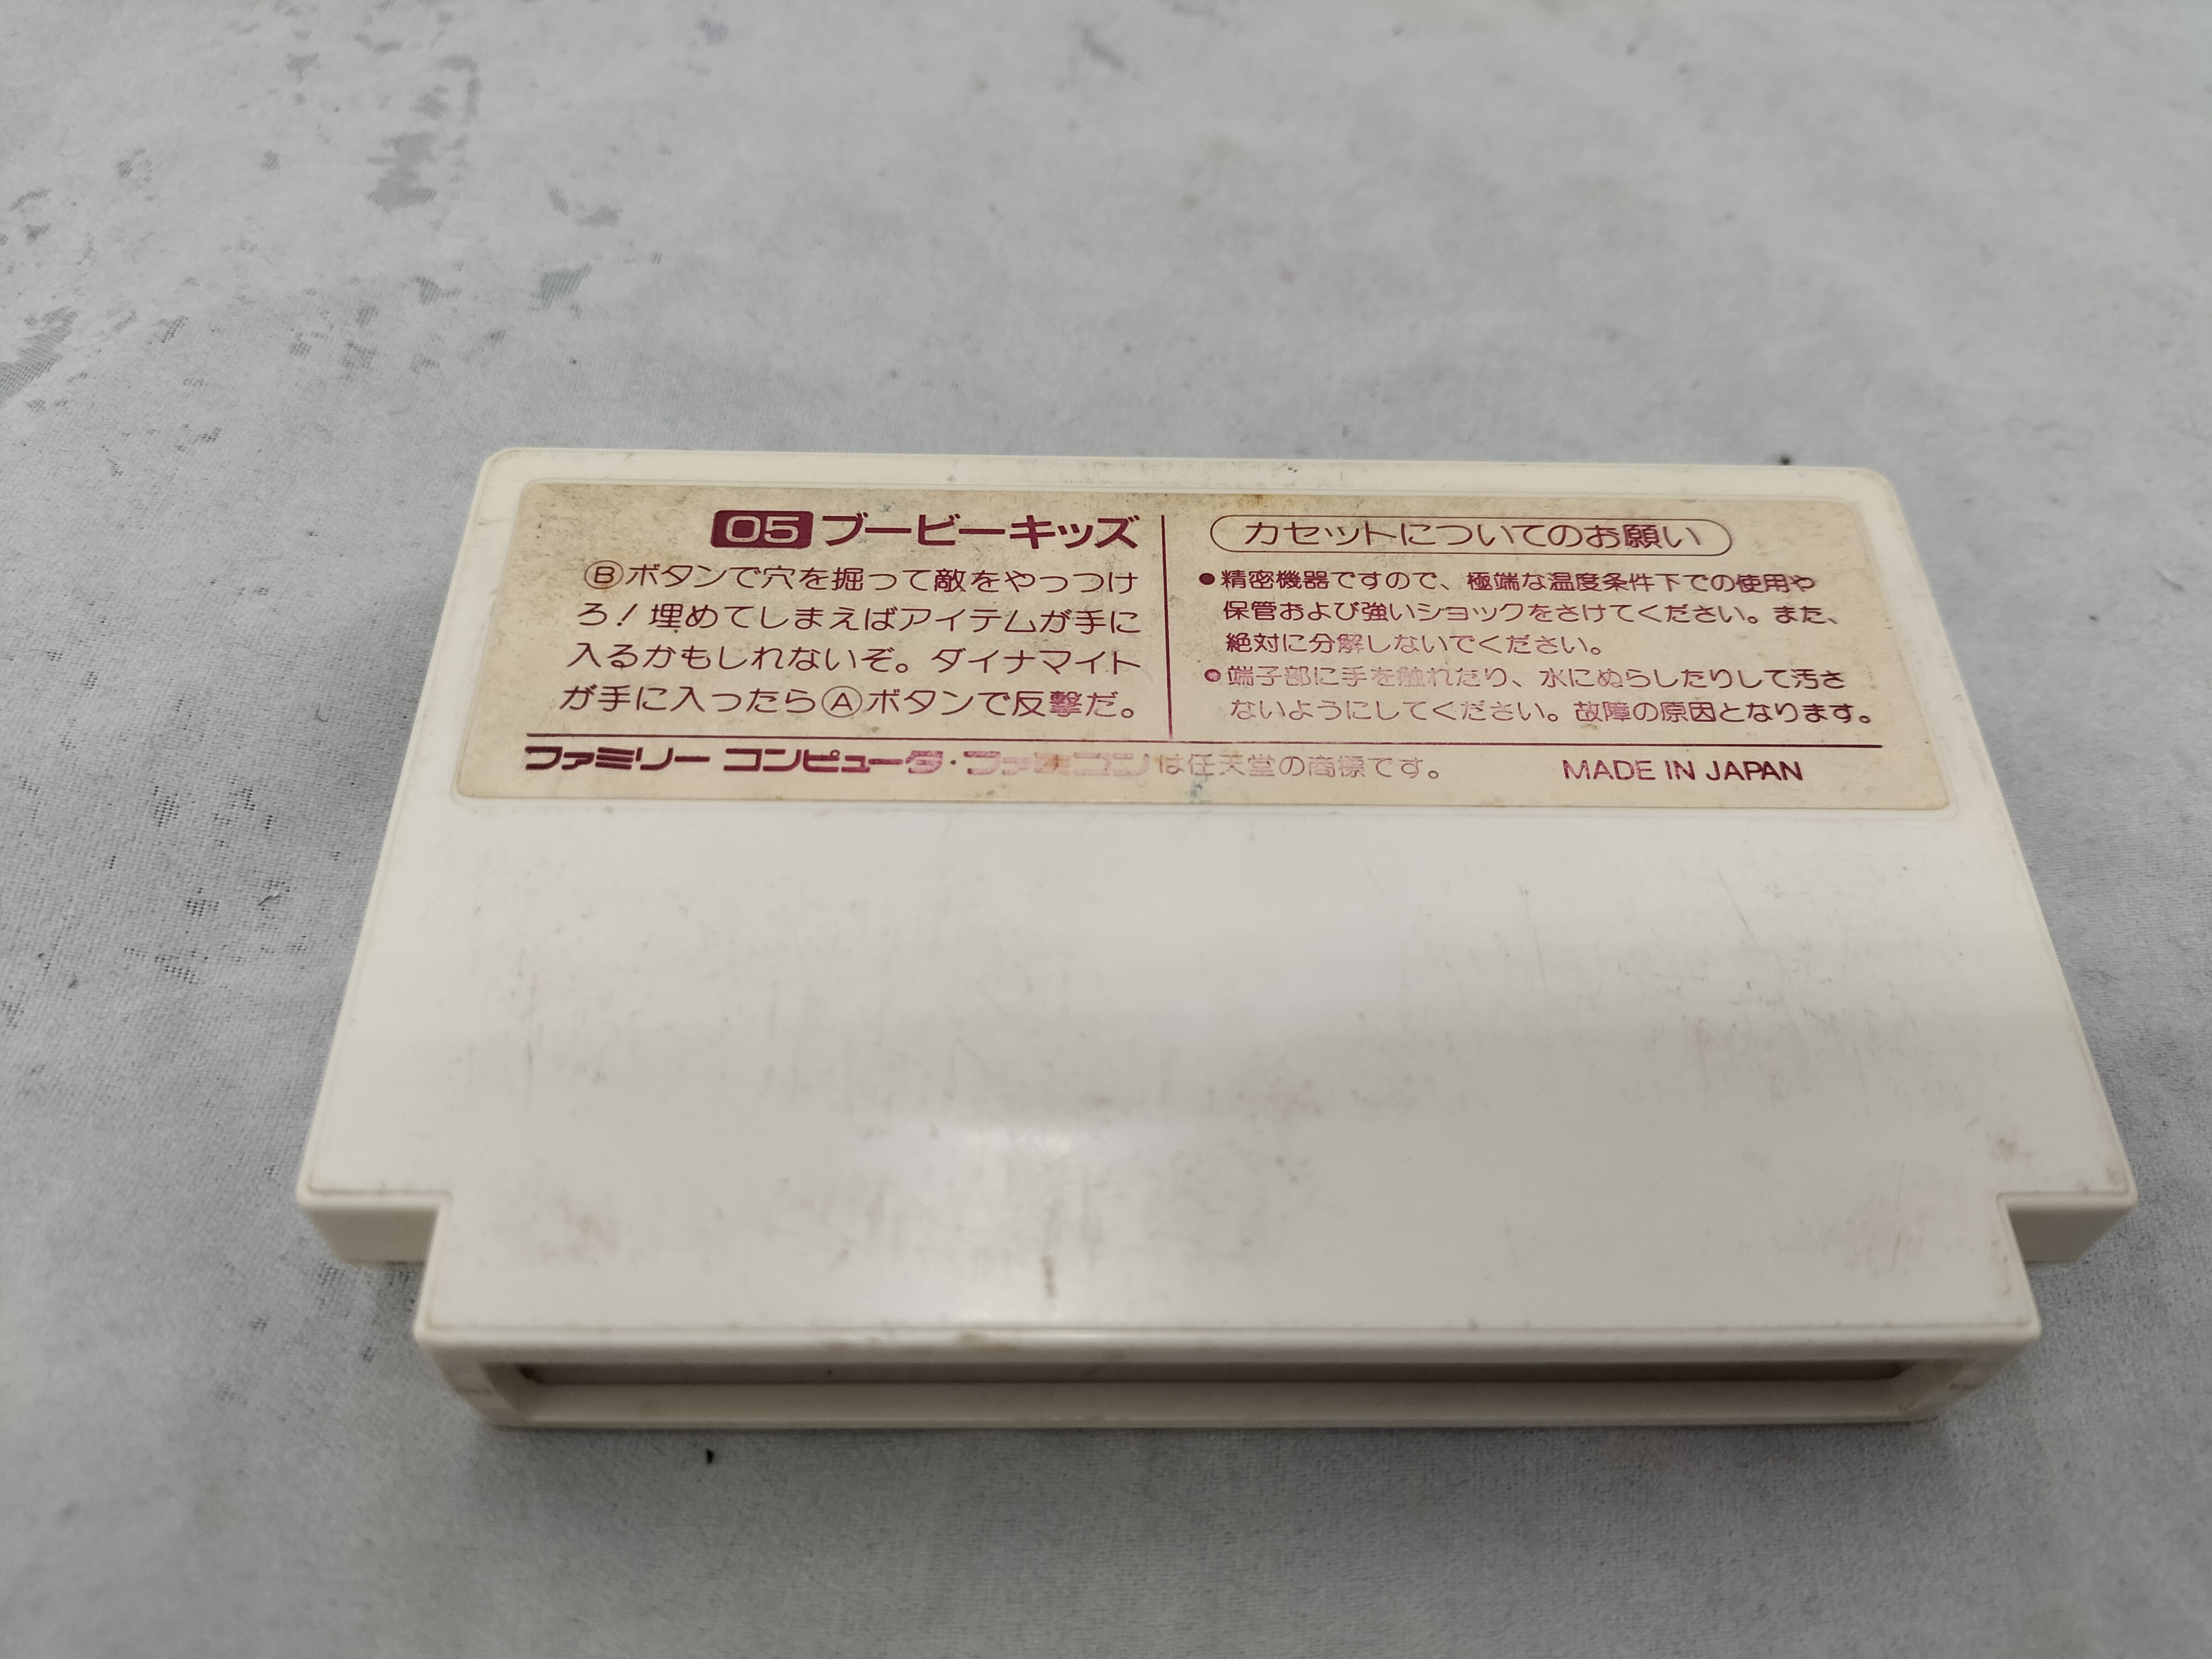 05 ブービーキッズ
Ⓑボタンで穴を掘って敵をやっつけ
ろ！埋めてしまえばアイテムが手に
入るかもしれないぞ。ダイナマイト
が手に入ったらⒶボタンで反撃だ。
カセットについてのお願い
●精密機器ですので、極端な温度条件下での使用や
保管および強いショックをさけてください。また、
絶対に分解しないでください。
●端子部に手を触れたり、水にぬらしたりして汚さ
ないようにしてください。故障の原因となります。
ファミリー コンピュータ・ファミコンは任天堂の商標です。
MADE IN JAPAN